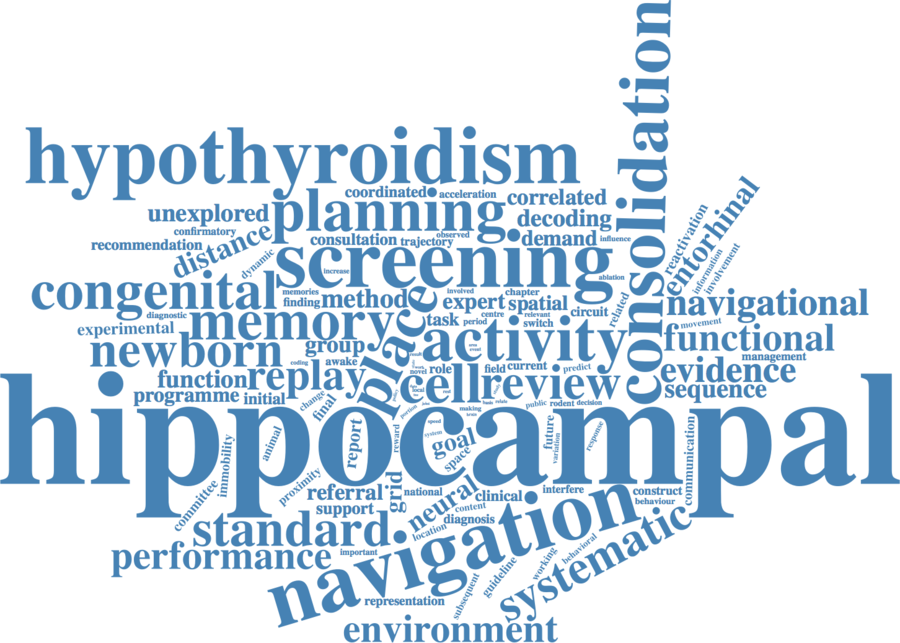 consolidation
hypothyroidism
coordinated
acceleration
correlated
unexplored
planning
decoding
confirmatory
observed
recommendation
distance
consultation
trajectory
demand
influence
entorhinal
reactivation
information
involvement
dynamic
increase
screening
ablation
congenital
memories
involved
chapter
finding
method
expert
spatial
related
navigational
diagnostic
centre
relevant
circuit
experimental
memory
task
period
switch
movement
place
activity
functional
newborn
group
management
coding
awake
role
field
current
predict
evidence
function
replay
novel
cell
review
sequence
programme
initial
change
final
making
public
rodent
decision
hippocampal
portion
speed
system
reward
goal
space
future
variation
response
communication
report
animal
immobility
committee
proximity
referral
grid
national
neural
clinical
interfere
construct
behaviour
support
content
location
diagnosis
standard
navigation
systematic
performance
important
behavioral
working
guideline
subsequent
representation
environment